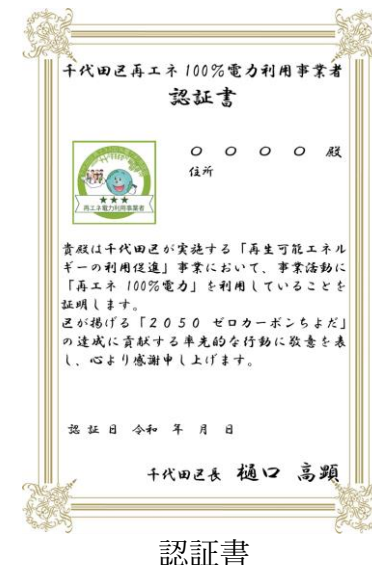 千代田区再エネ100%電力利用事業者
認証書
〇 〇 〇 〇 殿
住所
★★★
再エネ電力利用事業者
貴殿は千代田区が実施する「再生可能エネル
ギーの利用促進」事業において、事業活動に
「再エネ 100%電力」を利用していることを
証明します。
区が掲げる「2050 ゼロカーボンちよだ」
の達成に貢献する率先的な行動に敬意を表
し、心より感謝申し上げます。
認 証 日 令和 年 月 日
千代田区長 樋口 高顕
認証書